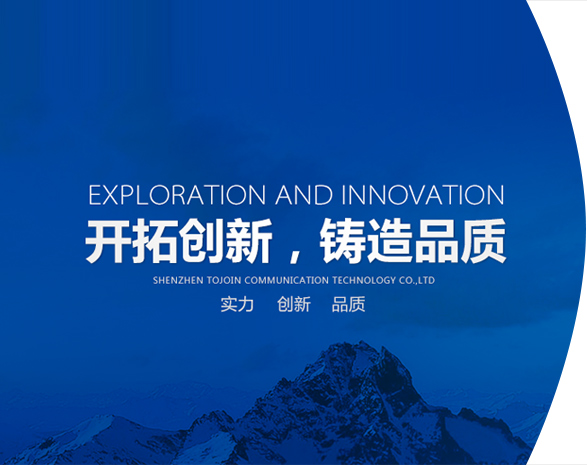 EXPLORATION AND INNOVATION
开拓创新，铸造品质
SHENZHEN TOJOIN COMMUNICATION TECHNOLOGY CO.,LTD
实力 创新 品质